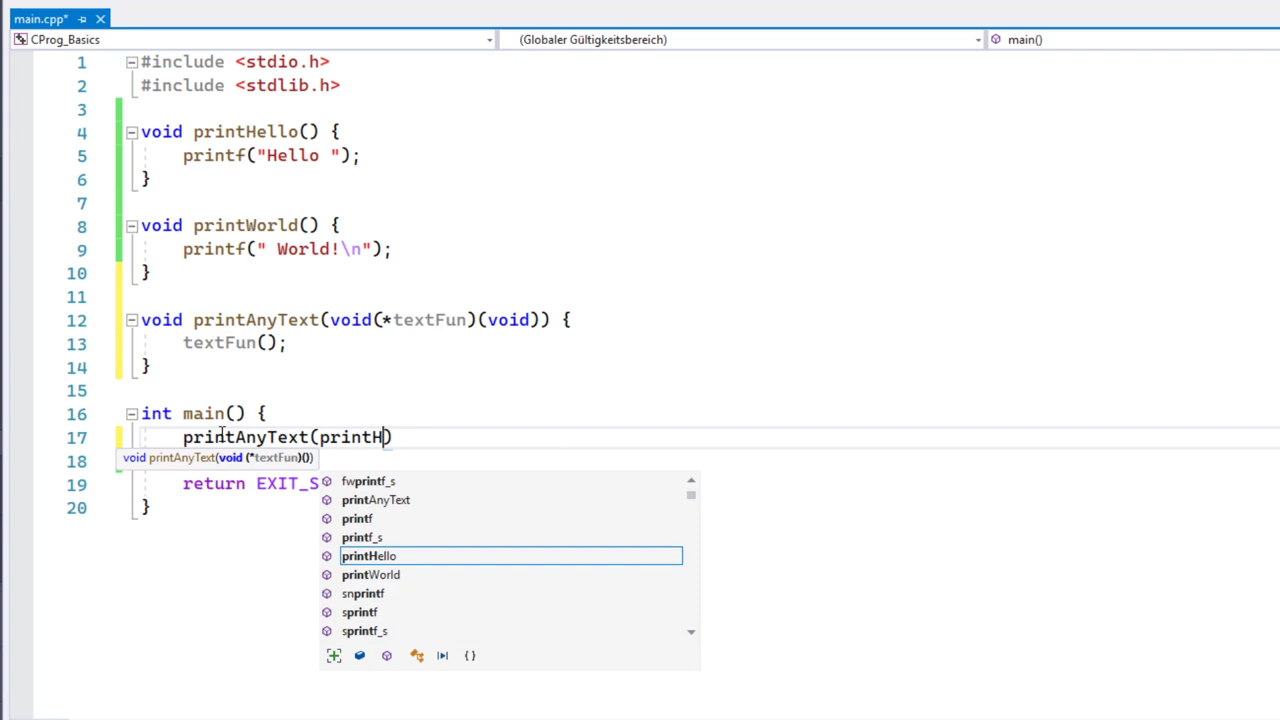 main.cpp*
CProg_Basics (Globaler Gültigkeitsbereich) main()
1 #include <stdio.h>
2 #include <stdlib.h>
3
4 void printHello() {
5 printf("Hello ");
6 }
7
8 void printWorld() {
9 printf(" World!\n");
10 }
11
12 void printAnyText(void(*textFun)(void)) {
13 textFun();
14 }
15
16 int main() {
17 printAnyText(printH)
18 void printAnyText(void (*textFun)())
19 return EXIT_S
20 }
fwprintf_s
printAnyText
printf
printf_s
printHello
printWorld
snprintf
sprintf
sprintf_s
{ }